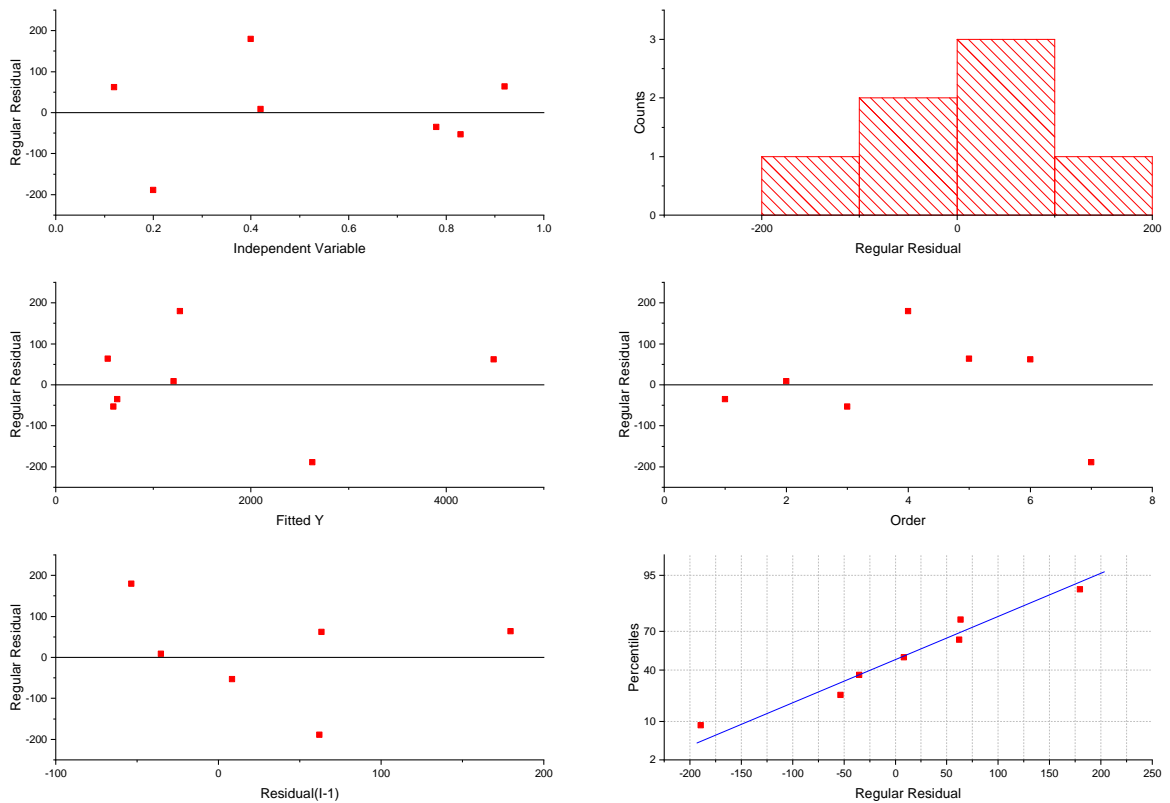 Regular Residual
200
100
0
-100
-200
0.0 0.2 0.4 0.6 0.8 1.0
Independent Variable
Counts
3
2
1
0
-200 0 200
Regular Residual
Regular Residual
200
100
0
-100
-200
0 2000 4000
Fitted Y
Regular Residual
200
100
0
-100
-200
0 2 4 6 8
Order
Regular Residual
200
100
0
-100
-200
-100 0 100 200
Residual(I-1)
Percentiles
95
70
40
10
2
-200 -150 -100 -50 0 50 100 150 200 250
Regular Residual